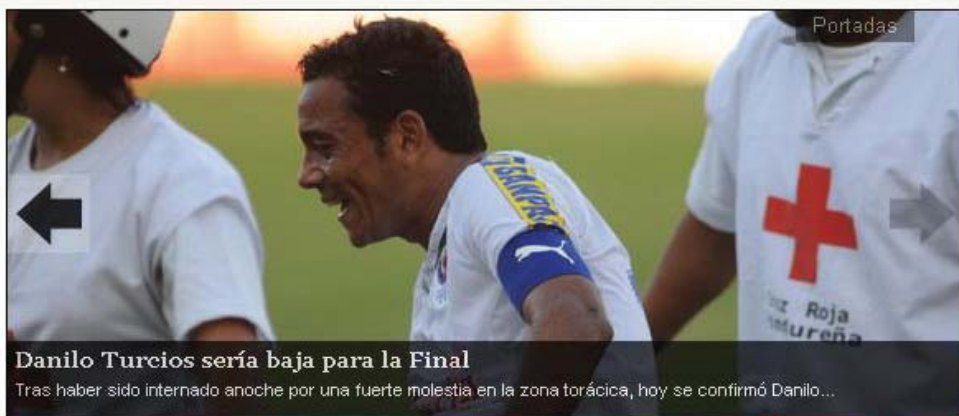 Portadas
Roja
Danilo Turcios sería baja para la Final
Tras haber sido internado anoche por una fuerte molestia en la zona torácica, hoy se confirmó Danilo...